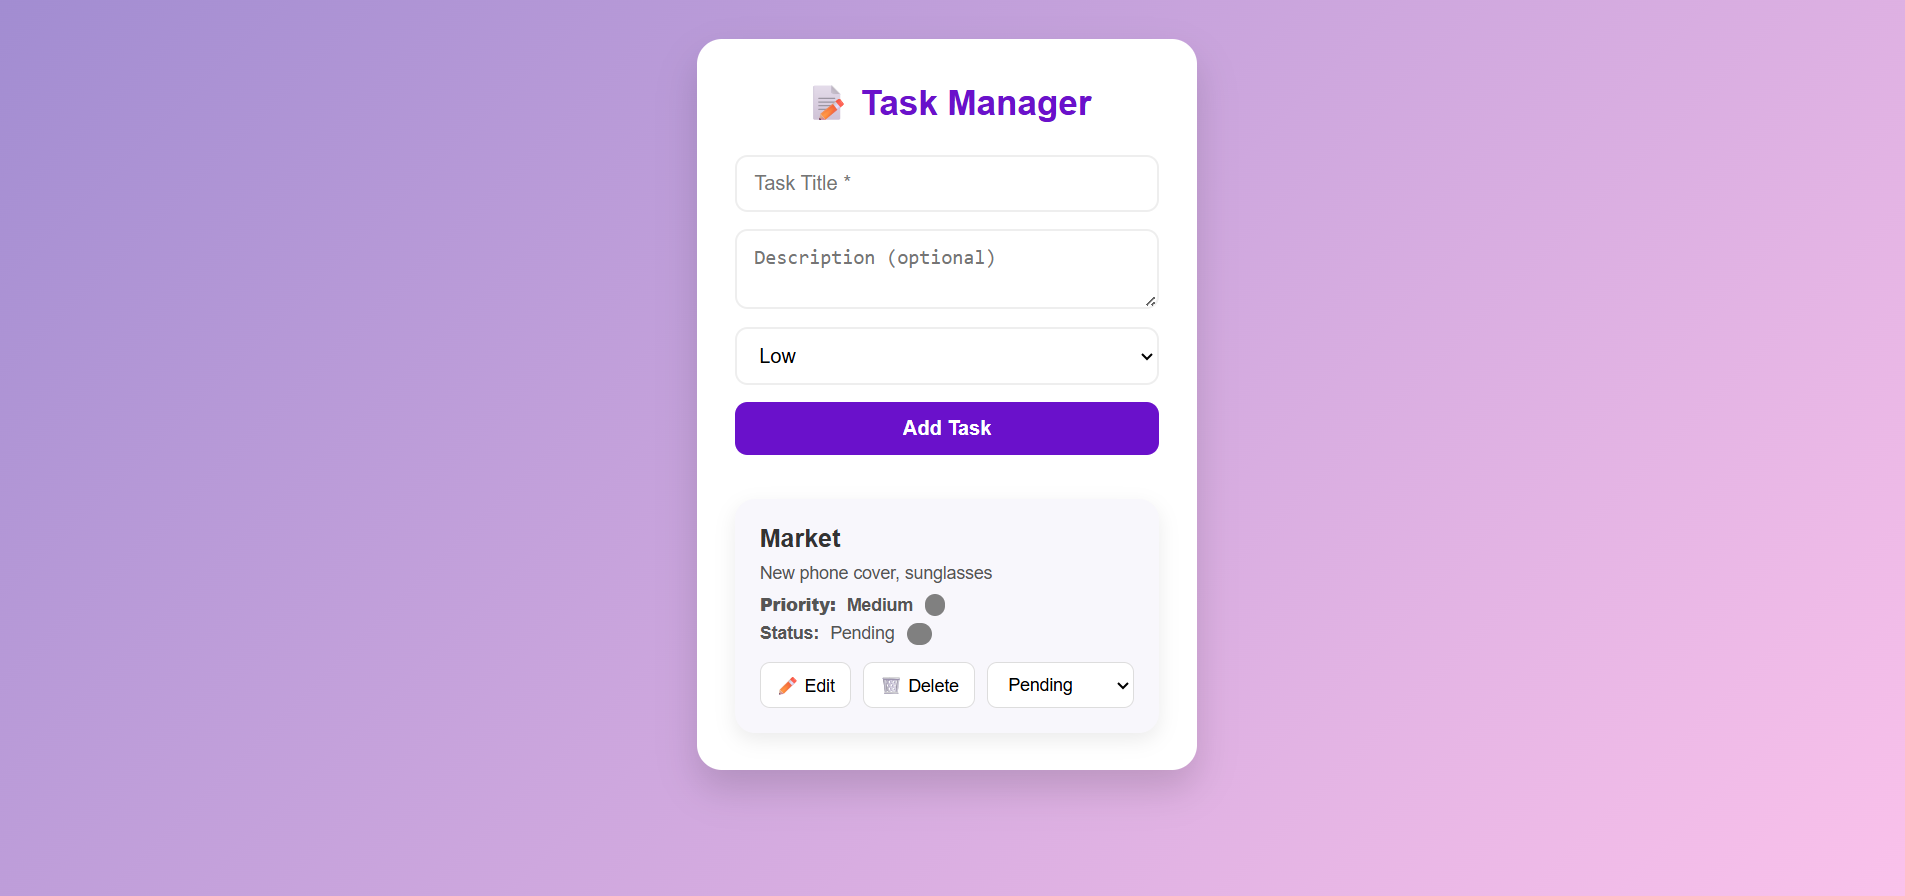 Task Manager
Task Title *
Description (optional)
Low
Add Task
Market
New phone cover, sunglasses
Priority: Medium
Status: Pending
Edit Delete Pending